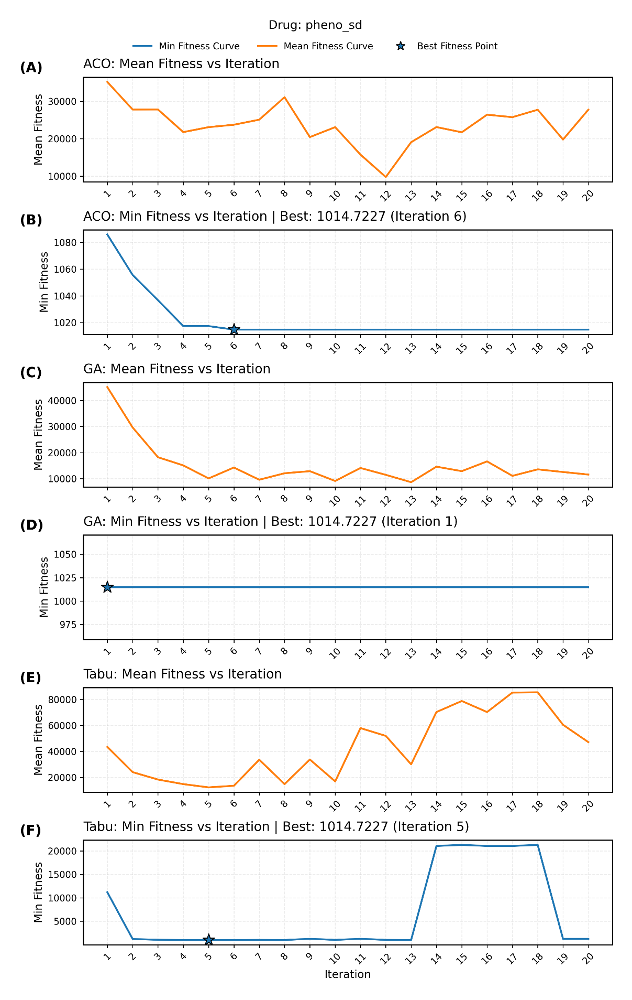 Drug: pheno_sd
Min Fitness Curve Mean Fitness Curve Best Fitness Point
(A) ACO: Mean Fitness vs Iteration
Mean Fitness
30000
20000
10000
1 2 3 4 5 6 7 8 9 10 11 12 13 14 15 16 17 18 19 20
(B) ACO: Min Fitness vs Iteration | Best: 1014.7227 (Iteration 6)
Min Fitness
1080
1060
1040
1020
1 2 3 4 5 6 7 8 9 10 11 12 13 14 15 16 17 18 19 20
(C) GA: Mean Fitness vs Iteration
Mean Fitness
40000
30000
20000
10000
1 2 3 4 5 6 7 8 9 10 11 12 13 14 15 16 17 18 19 20
(D) GA: Min Fitness vs Iteration | Best: 1014.7227 (Iteration 1)
Min Fitness
1050
1025
1000
975
1 2 3 4 5 6 7 8 9 10 11 12 13 14 15 16 17 18 19 20
(E) Tabu: Mean Fitness vs Iteration
Mean Fitness
80000
60000
40000
20000
1 2 3 4 5 6 7 8 9 10 11 12 13 14 15 16 17 18 19 20
(F) Tabu: Min Fitness vs Iteration | Best: 1014.7227 (Iteration 5)
Min Fitness
20000
15000
10000
5000
1 2 3 4 5 6 7 8 9 10 11 12 13 14 15 16 17 18 19 20
Iteration